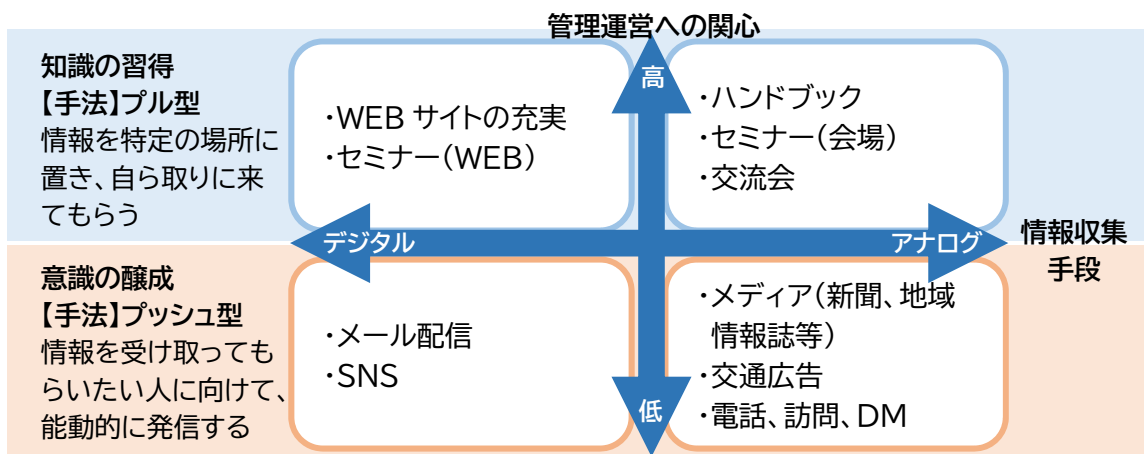 管理運営への関心
知識の習得
【手法】プル型
情報を特定の場所に
置き、自ら取りに来
てもらう
高
・WEB サイトの充実
・セミナー(WEB)
・ハンドブック
・セミナー(会場)
・交流会
デジタル
アナログ
情報収集
手段
意識の醸成
【手法】プッシュ型
情報を受け取っても
らいたい人に向けて、
能動的に発信する
・メール配信
・SNS
・メディア(新聞、地域
情報誌等)
・交通広告
・電話、訪問、DM
低